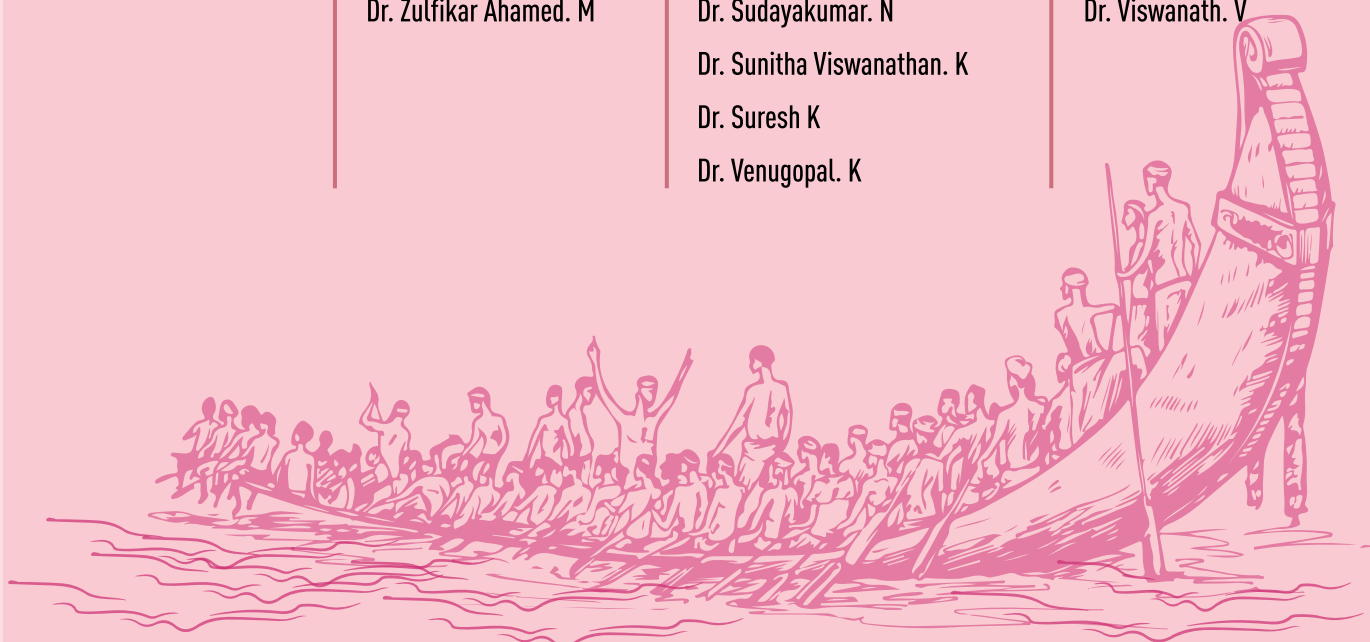 Dr. Zulfikar Ahamed. M
Dr. Sudayakumar. N
Dr. Sunitha Viswanathan. K
Dr. Suresh K
Dr. Venugopal. K
Dr. Viswanath. V